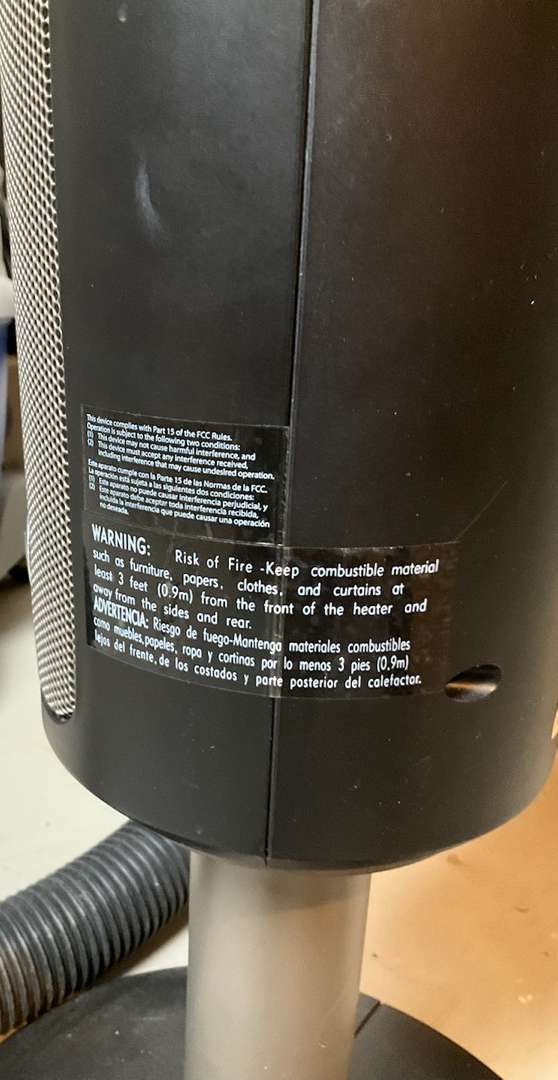 This device complies with Part 15 of the FCC Rules.
Operation is subject to the following two conditions:
(1) This device may not cause harmful interference, and
(2) This device must accept any interference received,
including interference that may cause undesired operation.
Este aparato cumple con la Parte 15 de las Normas de la FCC.
La operación está sujeta a las siguientes dos condiciones:
(1) Este aparato no puede causar interferencia perjudicial, y
(2) Este aparato debe aceptar toda interferencia recibida,
incluida la interferencia que puede causar una operación
no deseada.
WARNING: Risk of Fire -Keep combustible material
such as furniture, papers, clothes, and curtains at
least 3 feet (0.9m) from the front of the heater and
away from the sides and rear.
ADVERTENCIA: Riesgo de fuego-Mantenga materiales combustibles
como muebles,papeles, ropa y cortinas por lo menos 3 pies (0.9m)
lejos del frente,de los costados y parte posterior del calefactor.